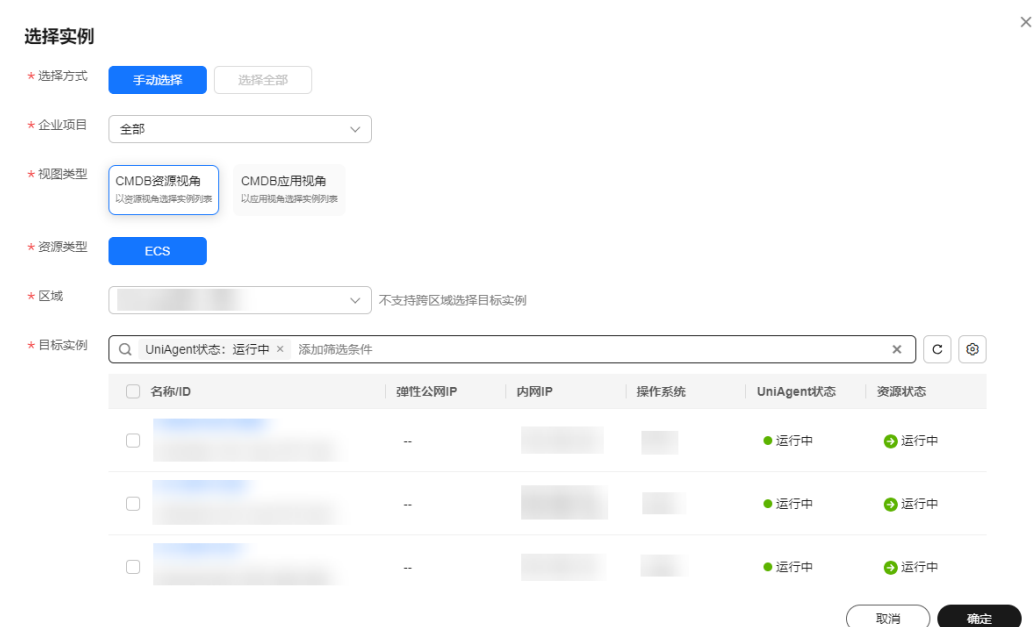 选择实例
* 选择方式 手动选择 选择全部
* 企业项目 全部
* 视图类型 CMDB资源视角 CMDB应用视角
以资源视角选择实例列表 以应用视角选择实例列表
* 资源类型 ECS
* 区域 不支持跨区域选择目标实例
* 目标实例 UniAgent状态：运行中 × 添加筛选条件
名称/ID 弹性公网IP 内网IP 操作系统 UniAgent状态 资源状态
-- 运行中 运行中
-- 运行中 运行中
-- 运行中 运行中
取消 确定